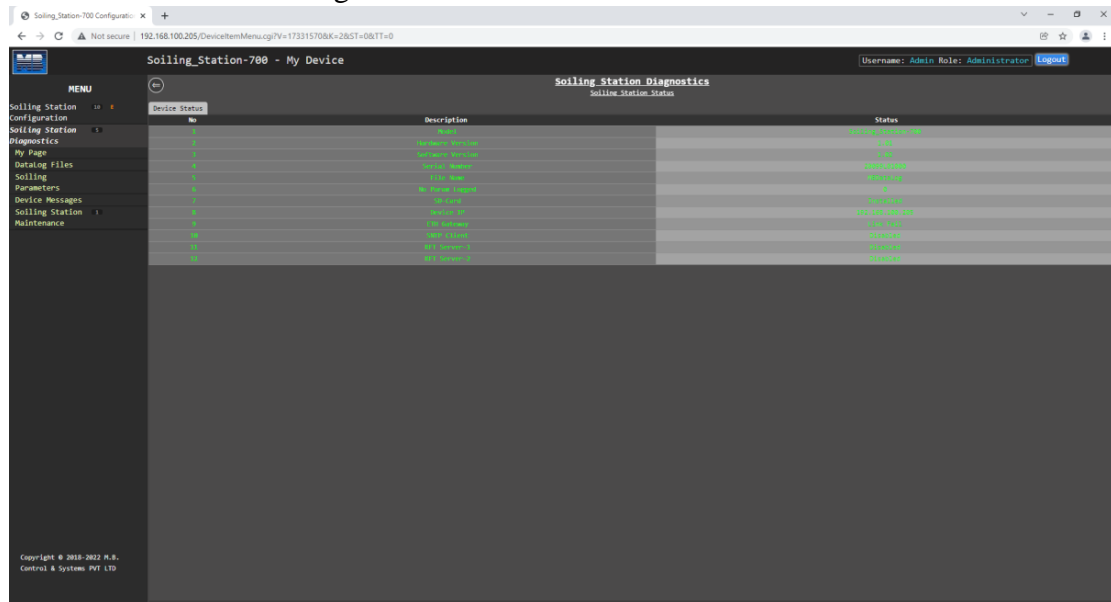 Soiling_Station-700 Configuratio
Not secure 192.168.100.205/DeviceItemMenu.cgi?V=17331570&K=2&ST=0&TT=0
Soiling_Station-700 - My Device
Username: Admin Role: Administrator Logout
MENU
Soiling Station 10
Configuration
Soiling Station
Diagnostics
My Page
DataLog Files
Soiling
Parameters
Device Messages
Soiling Station
Maintenance
Soiling Station Diagnostics
Soiling Station Status
Device Status
No Description Status
1 Model
2 Hardware Version
3 Software Version
4 Serial Number
5 File Name
6 No Param Logged
7 SD Card
8 Device IP
9 ETH Gateway
10 SNTP Client
11 RFT Server-1
12 RFT Server-2
Copyright © 2018-2022 M.B.
Control & Systems PVT LTD